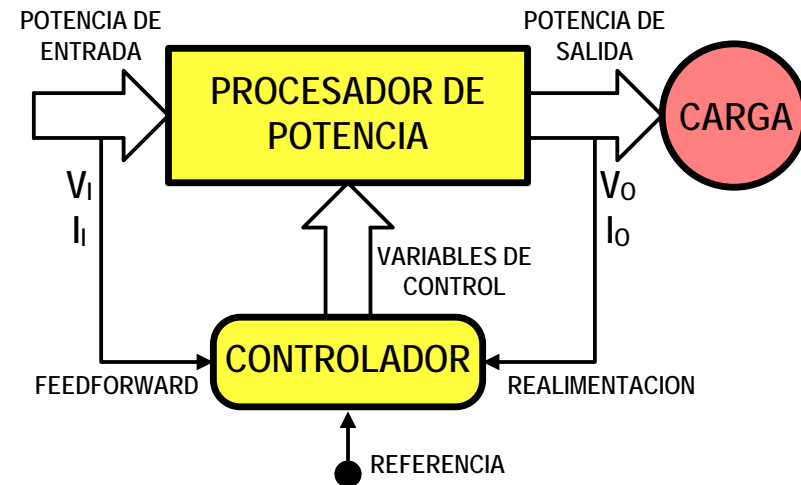 POTENCIA DE
ENTRADA
POTENCIA DE
SALIDA
PROCESADOR DE
POTENCIA
CARGA
VI
II
VO
IO
VARIABLES DE
CONTROL
CONTROLADOR
FEEDFORWARD
REALIMENTACION
REFERENCIA